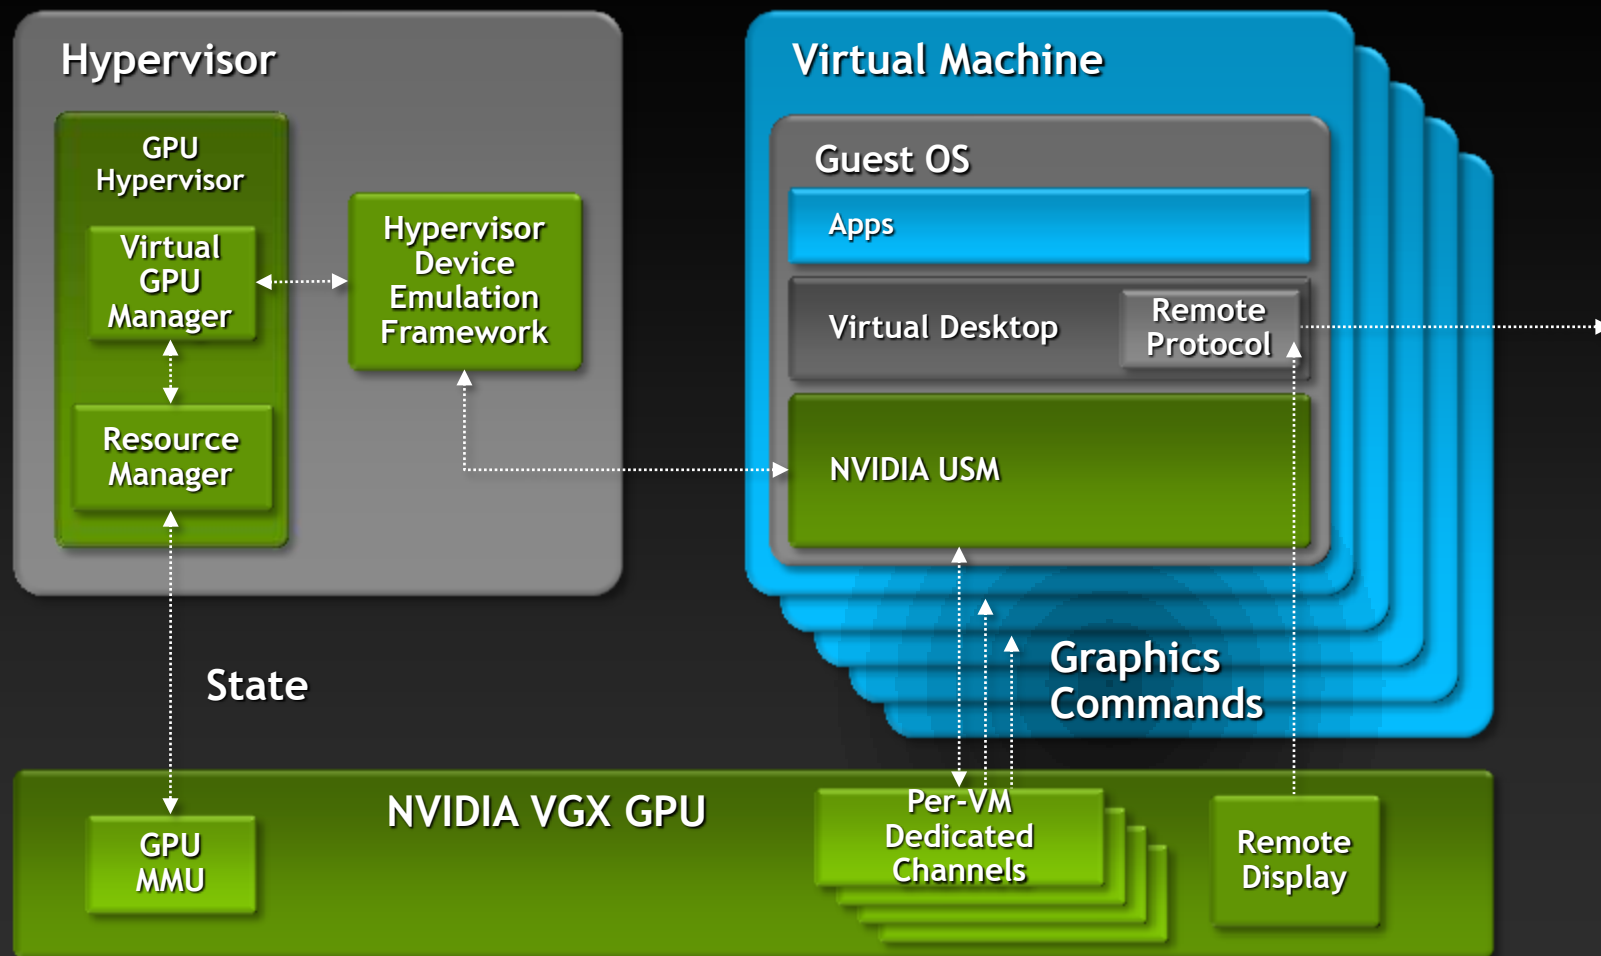 Hypervisor
GPU
Hypervisor
Virtual
GPU
Manager
Resource
Manager
Hypervisor
Device
Emulation
Framework
Virtual Machine
Guest OS
Apps
Virtual Desktop
Remote
Protocol
NVIDIA USM
State
Graphics
Commands
NVIDIA VGX GPU
GPU
MMU
Per-VM
Dedicated
Channels
Remote
Display